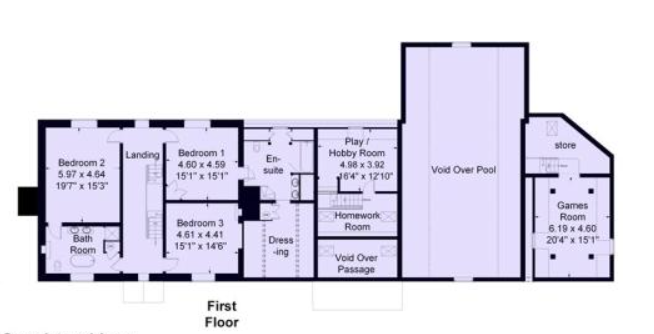 Bedroom 2
5.97 x 4.64
19'7" x 15'3"
Landing
Bedroom 1
4.60 x 4.59
15'1" x 15'1"
En-
suite
Play /
Hobby Room
4.98 x 3.92
16'4" x 12'10"
Void Over Pool
store
Bath
Room
Bedroom 3
4.61 x 4.41
15'1" x 14'6"
Dress
-ing
Homework
Room
Void Over
Passage
Games
Room
6.19 x 4.60
20'4" x 15'1"
First
Floor